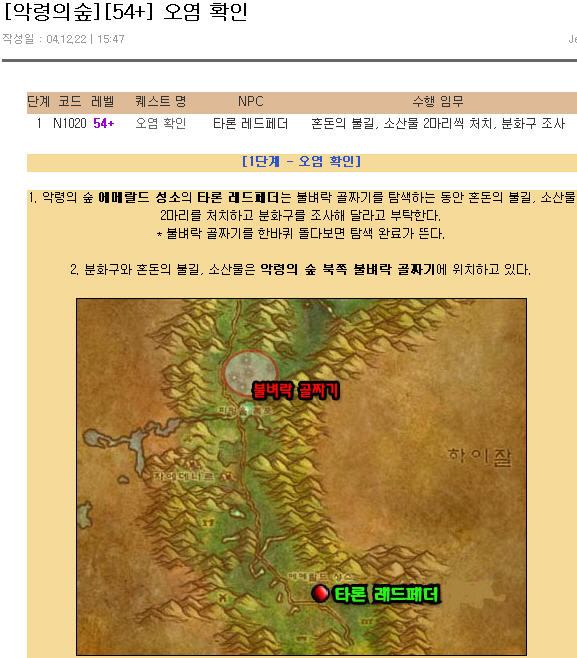 [악령의숲][54+] 오염 확인
작성일 : 04.12.22 | 15:47
단계 코드 레벨 퀘스트 명 NPC 수행 임무
1 N1020 54+ 오염 확인 타론 레드페더 혼돈의 불길, 소산물 2마리씩 처치, 분화구 조사
[1단계 - 오염 확인]
1. 악령의 숲 에메랄드 성소의 타론 레드페더는 불벼락 골짜기를 탐색하는 동안 혼돈의 불길, 소산물
2마리를 처치하고 분화구를 조사해 달라고 부탁한다.
* 불벼락 골짜기를 한바퀴 돌다보면 탐색 완료가 뜬다.
2. 분화구와 혼돈의 불길, 소산물은 악령의 숲 북쪽 불벼락 골짜기에 위치하고 있다.
불벼락 골짜기
하이잘
자에데나르
에메랄드 성소
타론 레드페더